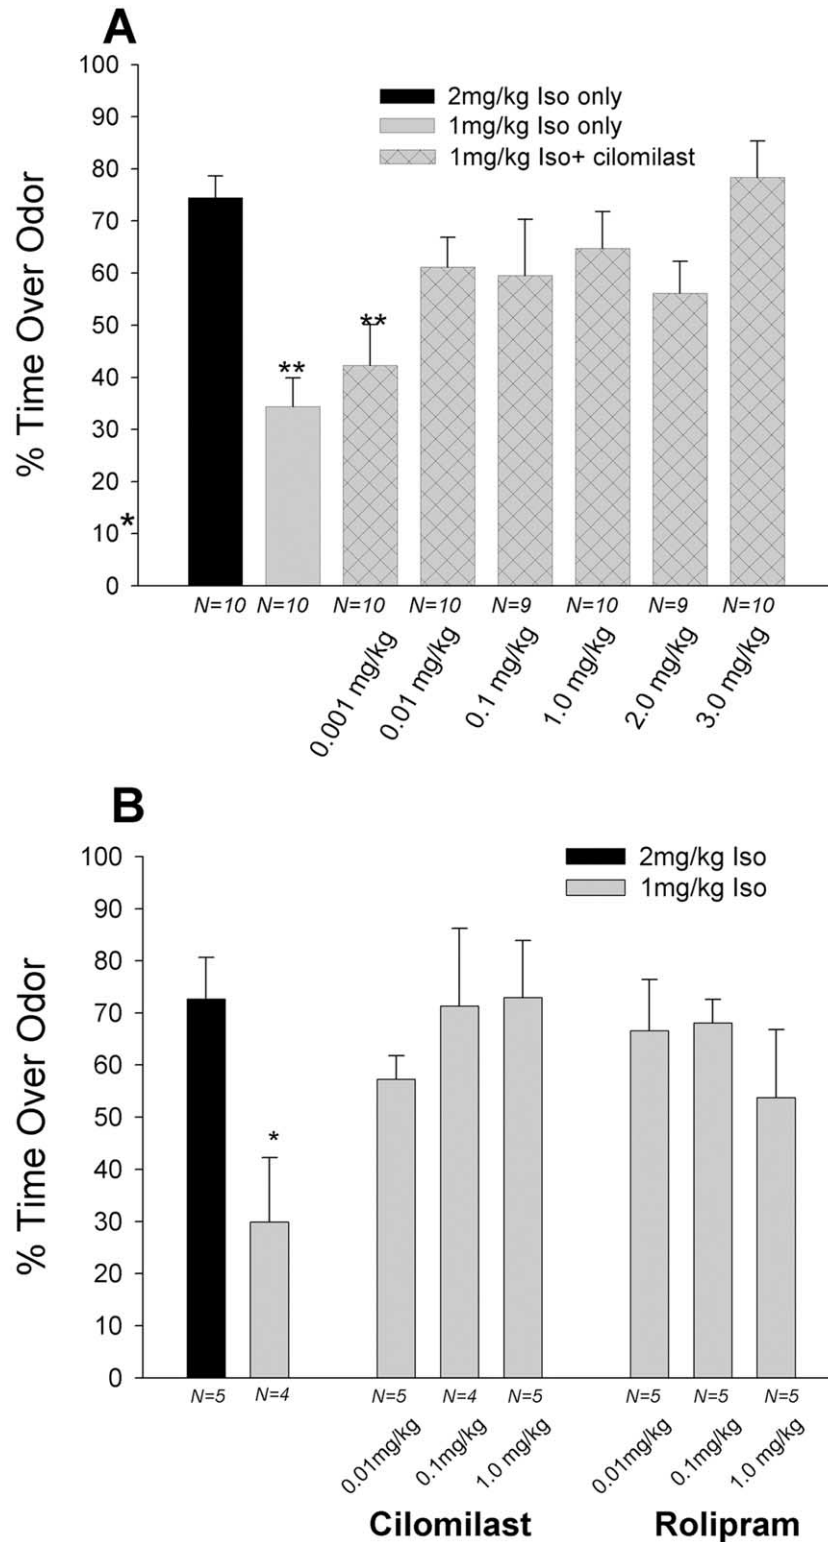 A
100
90
80
70
60
50
40
30
20
10
0
% Time Over Odor
2mg/kg Iso only
1mg/kg Iso only
1mg/kg Iso+ cilomilast
**
**
*
N=10 N=10 N=10 N=10 N=9 N=10 N=9 N=10
0.001 mg/kg 0.01 mg/kg 0.1 mg/kg 1.0 mg/kg 2.0 mg/kg 3.0 mg/kg
B
100
90
80
70
60
50
40
30
20
10
0
% Time Over Odor
2mg/kg Iso
1mg/kg Iso
*
N=5 N=4 N=5 N=4 N=5 N=5 N=5 N=5
0.01mg/kg 0.1mg/kg 1.0 mg/kg 0.01mg/kg 0.1mg/kg 1.0 mg/kg
Cilomilast Rolipram